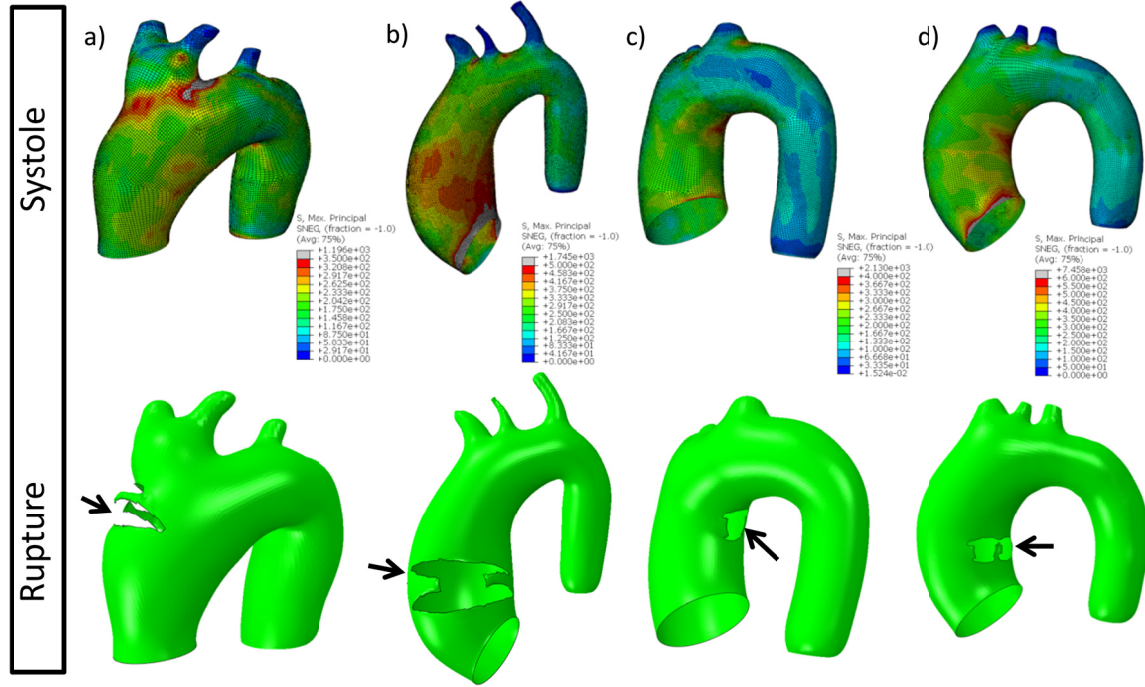 Systole
a)
b)
c)
d)
S, Max. Principal
SNEG, (fraction = -1.0)
(Avg: 75%)
+1.196e+03
+3.500e+02
+3.208e+02
+2.917e+02
+2.625e+02
+2.333e+02
+2.042e+02
+1.750e+02
+1.458e+02
+1.167e+02
+8.750e+01
+2.917e+01
+0.000e+00
S, Max. Principal
SNEG, (fraction = -1.0)
(Avg: 75%)
+1.745e+03
+5.000e+02
+4.583e+02
+4.167e+02
+3.750e+02
+3.333e+02
+2.917e+02
+2.500e+02
+2.083e+02
+1.667e+02
+1.250e+02
+8.333e+01
+4.167e+01
+0.000e+00
S, Max. Principal
SNEG, (fraction = -1.0)
(Avg: 75%)
+2.130e+03
+4.000e+02
+3.667e+02
+3.333e+02
+3.000e+02
+2.667e+02
+2.333e+02
+2.000e+02
+1.667e+02
+1.333e+02
+1.000e+02
+6.668e+01
+3.335e+01
+1.524e-02
S, Max. Principal
SNEG, (fraction = -1.0)
(Avg: 75%)
+7.458e+03
+6.000e+02
+5.500e+02
+5.000e+02
+4.500e+02
+4.000e+02
+3.500e+02
+3.000e+02
+2.500e+02
+2.000e+02
+1.500e+02
+1.000e+02
+5.000e+01
+0.000e+00
Rupture